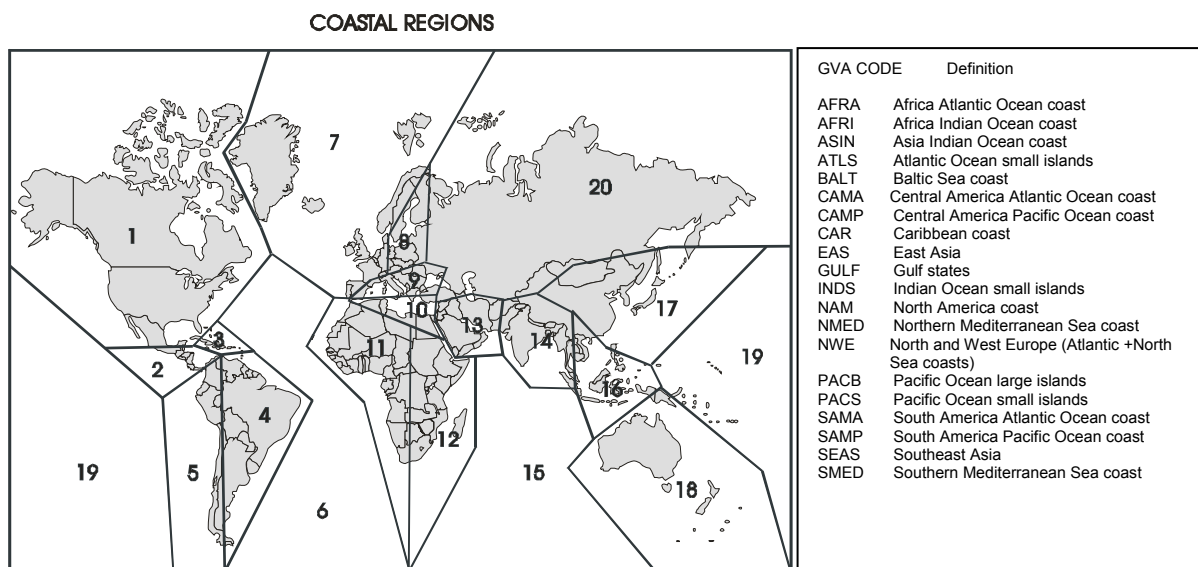 COASTAL REGIONS
7
20
1
8
9
17
10
13
3
11
14
19
2
16
4
12
19
5
15
18
6
GVA CODE Definition
AFRA Africa Atlantic Ocean coast
AFRI Africa Indian Ocean coast
ASIN Asia Indian Ocean coast
ATLS Atlantic Ocean small islands
BALT Baltic Sea coast
CAMA Central America Atlantic Ocean coast
CAMP Central America Pacific Ocean coast
CAR Caribbean coast
EAS East Asia
GULF Gulf states
INDS Indian Ocean small islands
NAM North America coast
NMED Northern Mediterranean Sea coast
NWE North and West Europe (Atlantic +North
Sea coasts)
PACB Pacific Ocean large islands
PACS Pacific Ocean small islands
SAMA South America Atlantic Ocean coast
SAMP South America Pacific Ocean coast
SEAS Southeast Asia
SMED Southern Mediterranean Sea coast